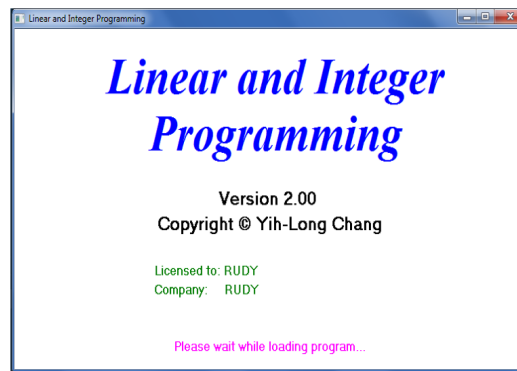 Linear and Integer Programming
Linear and Integer
Programming
Version 2.00
Copyright © Yih-Long Chang
Licensed to: RUDY
Company: RUDY
Please wait while loading program...